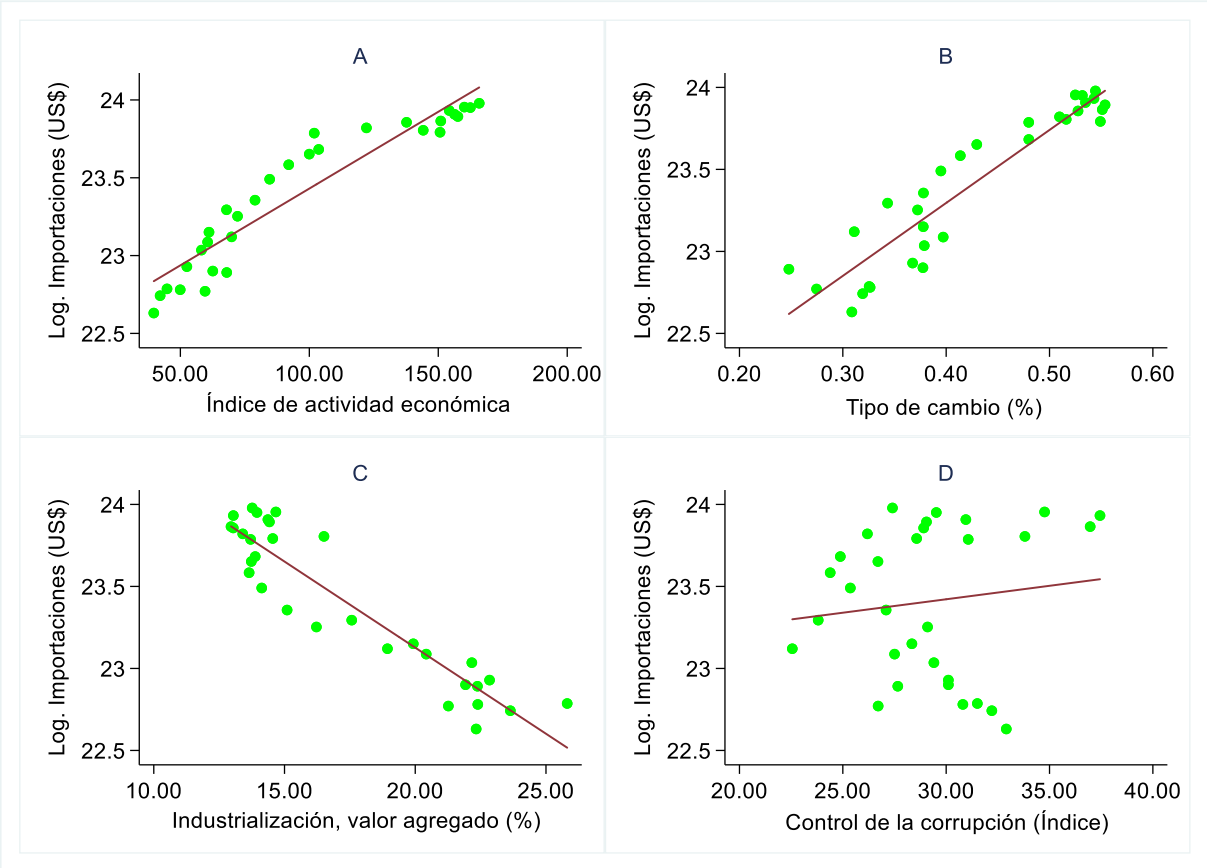 A
Log. Importaciones (US$)
24
23.5
23
22.5
50.00 100.00 150.00 200.00
Índice de actividad económica
B
Log. Importaciones (US$)
24
23.5
23
22.5
0.20 0.30 0.40 0.50 0.60
Tipo de cambio (%)
C
Log. Importaciones (US$)
24
23.5
23
22.5
10.00 15.00 20.00 25.00
Industrialización, valor agregado (%)
D
Log. Importaciones (US$)
24
23.5
23
22.5
20.00 25.00 30.00 35.00 40.00
Control de la corrupción (Índice)